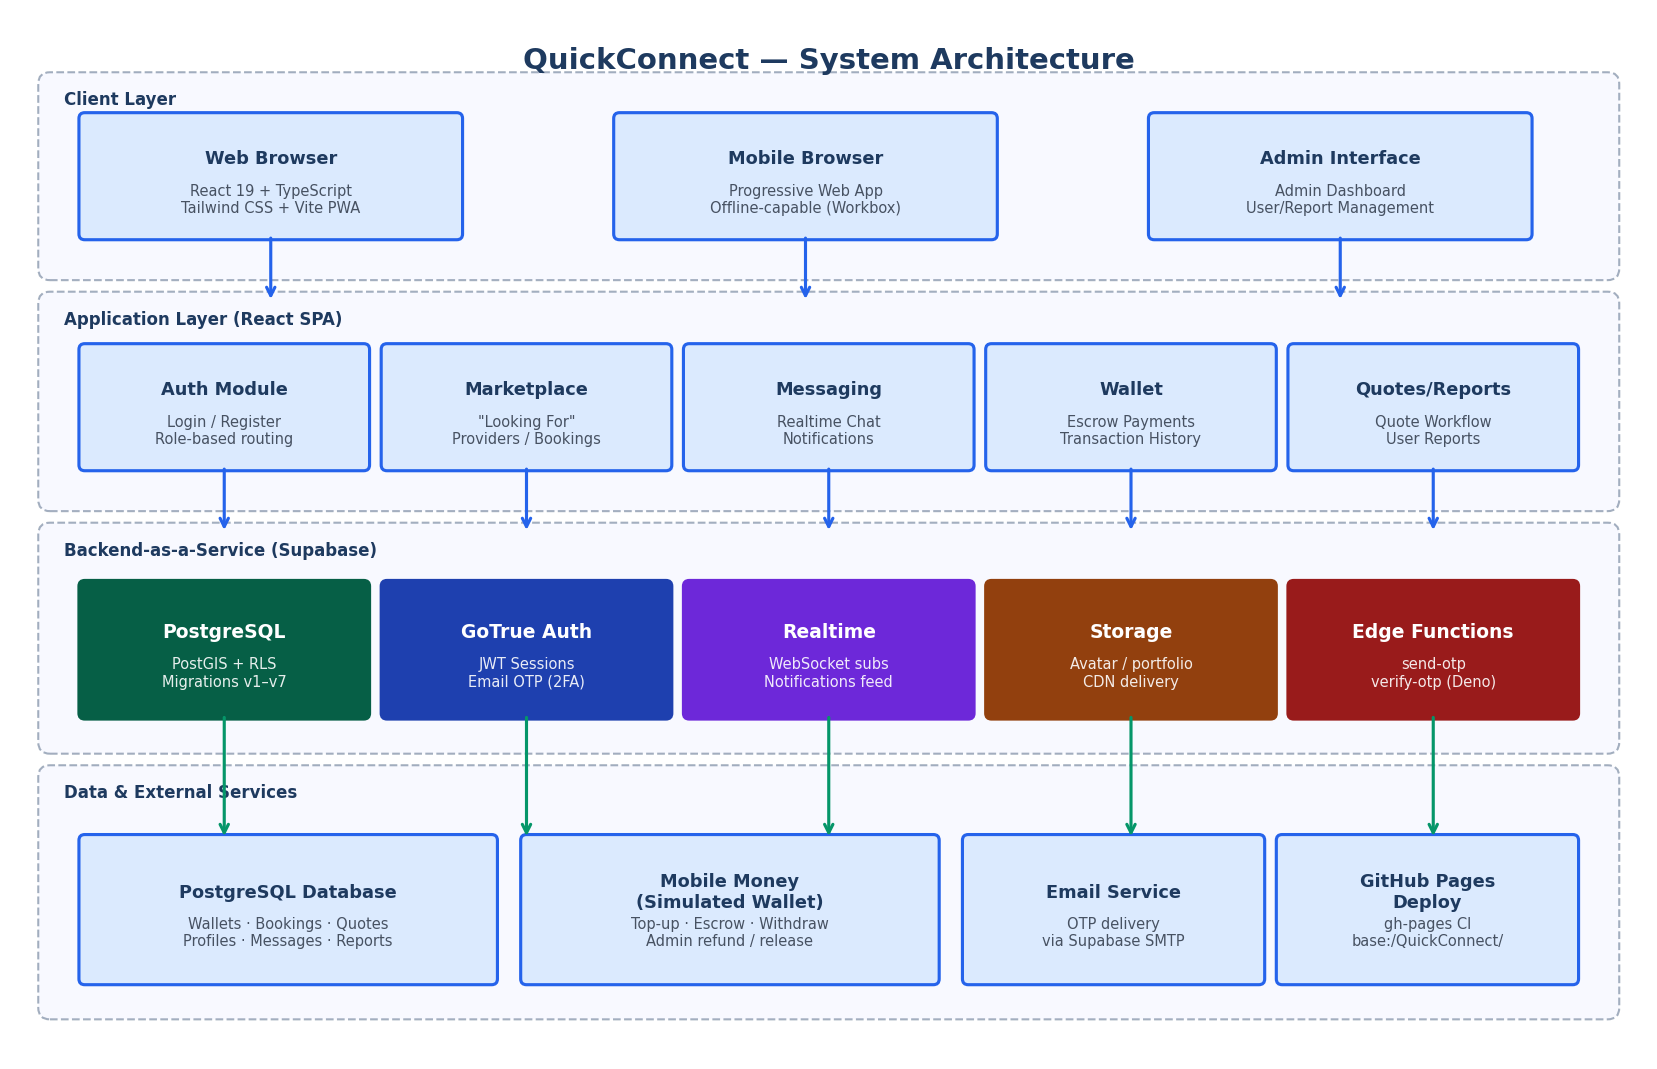 QuickConnect — System Architecture
Client Layer
Web Browser
React 19 + TypeScript
Tailwind CSS + Vite PWA
Mobile Browser
Progressive Web App
Offline-capable (Workbox)
Admin Interface
Admin Dashboard
User/Report Management
Application Layer (React SPA)
Auth Module
Login / Register
Role-based routing
Marketplace
"Looking For"
Providers / Bookings
Messaging
Realtime Chat
Notifications
Wallet
Escrow Payments
Transaction History
Quotes/Reports
Quote Workflow
User Reports
Backend-as-a-Service (Supabase)
PostgreSQL
PostGIS + RLS
Migrations v1–v7
GoTrue Auth
JWT Sessions
Email OTP (2FA)
Realtime
WebSocket subs
Notifications feed
Storage
Avatar / portfolio
CDN delivery
Edge Functions
send-otp
verify-otp (Deno)
Data & External Services
PostgreSQL Database
Wallets · Bookings · Quotes
Profiles · Messages · Reports
Mobile Money
(Simulated Wallet)
Top-up · Escrow · Withdraw
Admin refund / release
Email Service
OTP delivery
via Supabase SMTP
GitHub Pages
Deploy
gh-pages CI
base:/QuickConnect/